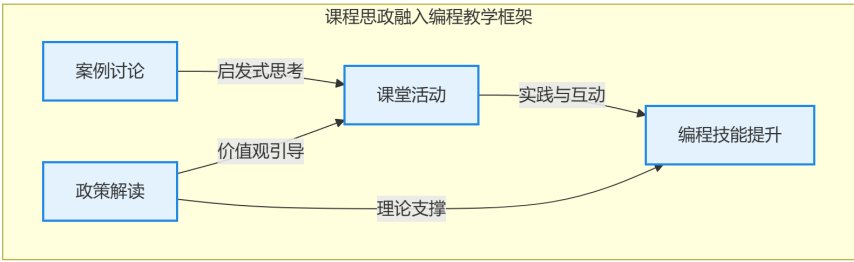 课程思政融入编程教学框架
案例讨论
启发式思考
课堂活动
实践与互动
编程技能提升
价值观引导
政策解读
理论支撑